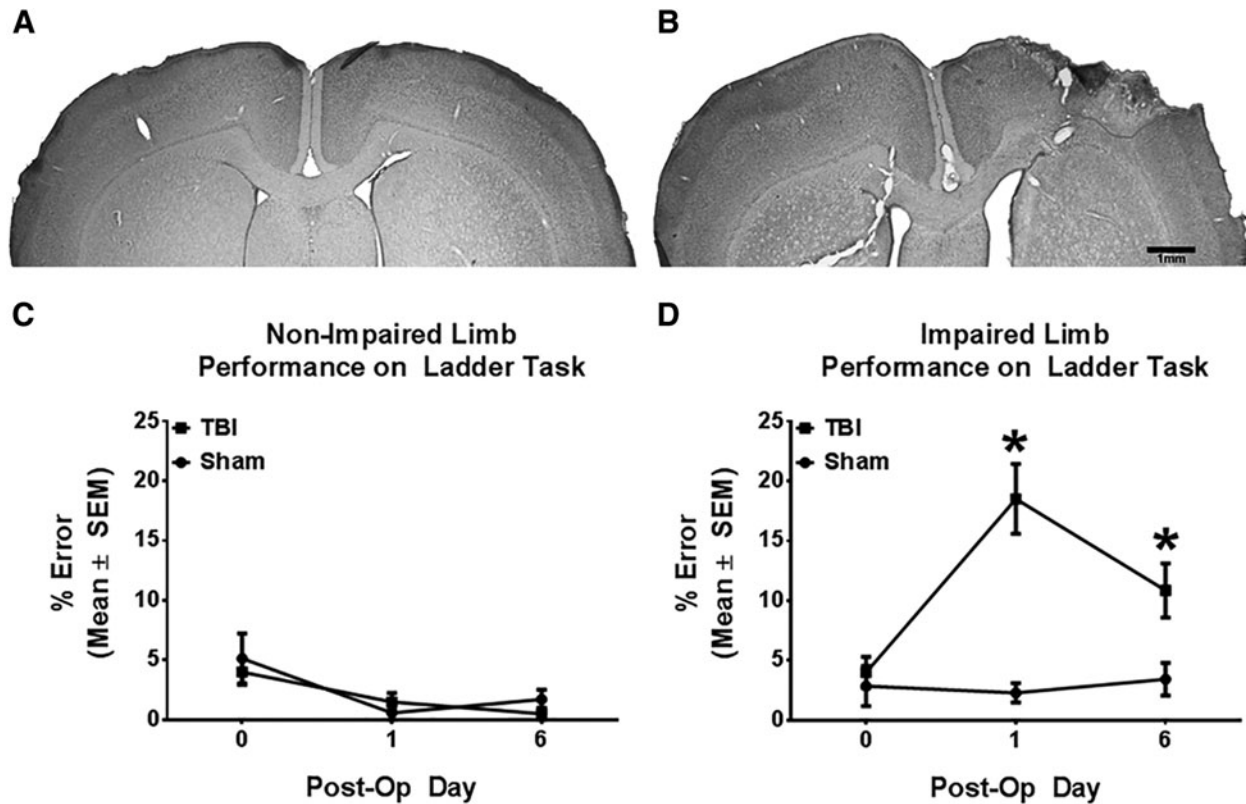 A
B
1mm
C
Non-Impaired Limb
Performance on Ladder Task
% Error
(Mean ± SEM)
25
20
15
10
5
0
TBI
Sham
0 1 6
Post-Op Day
D
Impaired Limb
Performance on Ladder Task
% Error
(Mean ± SEM)
25
20
15
10
5
0
TBI
Sham
*
*
0 1 6
Post-Op Day